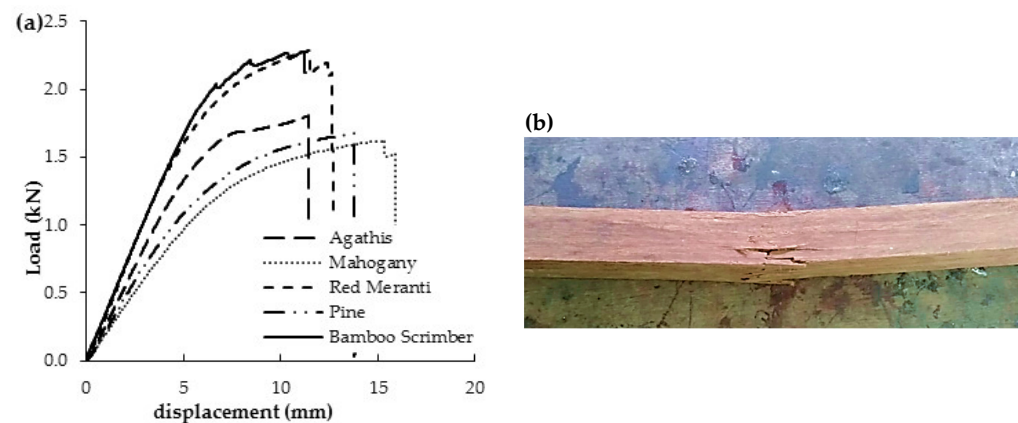 (a)
2.5
2.0
1.5
1.0
0.5
0.0
Load (kN)
0 5 10 15 20
displacement (mm)
Agathis
Mahogany
Red Meranti
Pine
Bamboo Scrimber
(b)